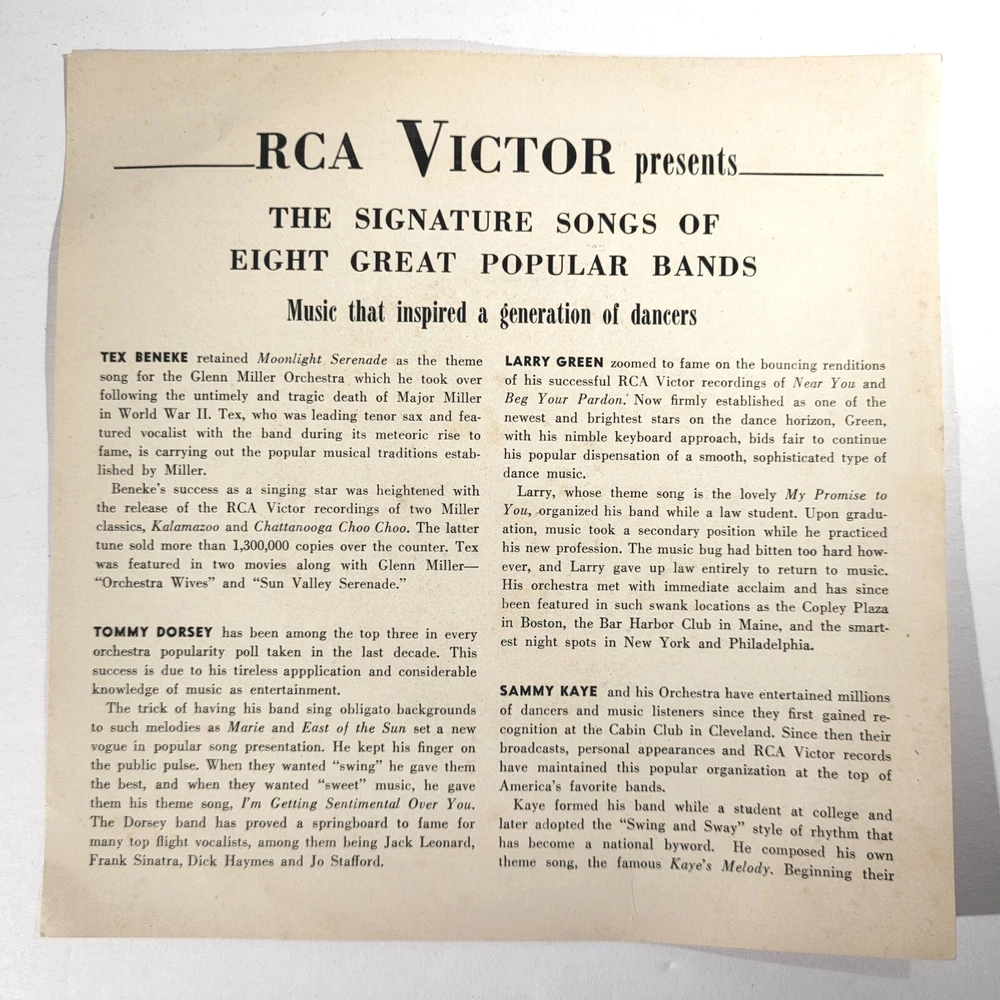 RCA VICTOR presents
THE SIGNATURE SONGS OF
EIGHT GREAT POPULAR BANDS
Music that inspired a generation of dancers
TEX BENEKE retained Moonlight Serenade as the theme
song for the Glenn Miller Orchestra which he took over
following the untimely and tragic death of Major Miller
in World War II. Tex, who was leading tenor sax and fea-
tured vocalist with the band during its meteoric rise to
fame, is carrying out the popular musical traditions estab-
lished by Miller.
Beneke's success as a singing star was heightened with
the release of the RCA Victor recordings of two Miller
classics, Kalamazoo and Chattanooga Choo Choo. The latter
tune sold more than 1,300,000 copies over the counter. Tex
was featured in two movies along with Glenn Miller—
"Orchestra Wives" and "Sun Valley Serenade."
TOMMY DORSEY has been among the top three in every
orchestra popularity poll taken in the last decade. This
success is due to his tireless appplication and considerable
knowledge of music as entertainment.
The trick of having his band sing obligato backgrounds
to such melodies as Marie and East of the Sun set a new
vogue in popular song presentation. He kept his finger on
the public pulse. When they wanted "swing" he gave them
the best, and when they wanted "sweet" music, he gave
them his theme song, I'm Getting Sentimental Over You.
The Dorsey band has proved a springboard to fame for
many top flight vocalists, among them being Jack Leonard,
Frank Sinatra, Dick Haymes and Jo Stafford.
LARRY GREEN zoomed to fame on the bouncing renditions
of his successful RCA Victor recordings of Near You and
Beg Your Pardon. Now firmly established as one of the
newest and brightest stars on the dance horizon, Green,
with his nimble keyboard approach, bids fair to continue
his popular dispensation of a smooth, sophisticated type of
dance music.
Larry, whose theme song is the lovely My Promise to
You, organized his band while a law student. Upon gradu-
ation, music took a secondary position while he practiced
his new profession. The music bug had bitten too hard how-
ever, and Larry gave up law entirely to return to music.
His orchestra met with immediate acclaim and has since
been featured in such swank locations as the Copley Plaza
in Boston, the Bar Harbor Club in Maine, and the smart-
est night spots in New York and Philadelphia.
SAMMY KAYE and his Orchestra have entertained millions
of dancers and music listeners since they first gained re-
cognition at the Cabin Club in Cleveland. Since then their
broadcasts, personal appearances and RCA Victor records
have maintained this popular organization at the top of
America's favorite bands.
Kaye formed his band while a student at college and
later adopted the "Swing and Sway" style of rhythm that
has become a national byword. He composed his own
theme song, the famous Kaye's Melody. Beginning their